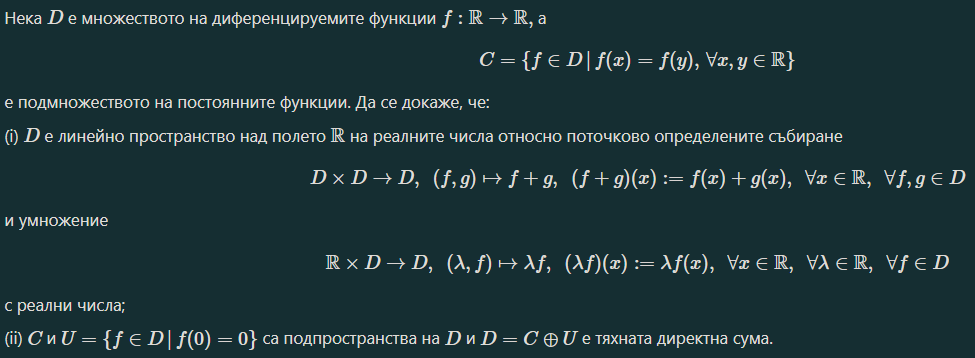 Нека D е множеството на диференцируемите функции f : ℝ → ℝ, а
C = {f ∈ D | f(x) = f(y), ∀x, y ∈ ℝ}
е подмножеството на постоянните функции. Да се докаже, че:
(i) D е линейно пространство над полето ℝ на реалните числа относно поточково определените събиране
D × D → D, (f, g) ↦ f + g, (f + g)(x) := f(x) + g(x), ∀x ∈ ℝ, ∀f, g ∈ D
и умножение
ℝ × D → D, (λ, f) ↦ λf, (λf)(x) := λf(x), ∀x ∈ ℝ, ∀λ ∈ ℝ, ∀f ∈ D
с реални числа;
(ii) C и U = {f ∈ D | f(0) = 0} са подпространства на D и D = C ⊕ U е тяхната директна сума.